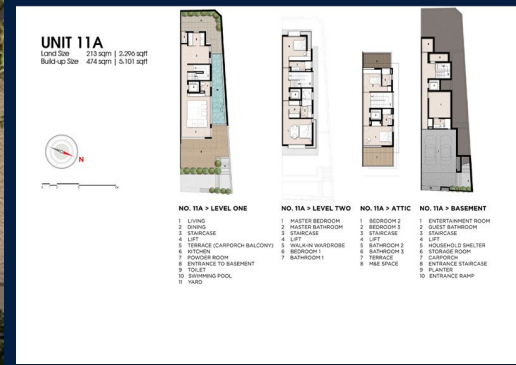 UNIT 11A
Land Size 213 sqm | 2,296 sqft
Build-up Size 474 sqm | 5,101 sqft
N
NO. 11A > LEVEL ONE
1 LIVING
2 DINING
3 STAIRCASE
4 LIFT
5 TERRACE (CARPORCH BALCONY)
6 KITCHEN
7 POWDER ROOM
8 ENTRANCE TO BASEMENT
9 TOILET
10 SWIMMING POOL
11 YARD
NO. 11A > LEVEL TWO
1 MASTER BEDROOM
2 MASTER BATHROOM
3 STAIRCASE
4 LIFT
5 WALK-IN WARDROBE
6 BEDROOM 1
7 BATHROOM 1
NO. 11A > ATTIC
1 BEDROOM 2
2 BEDROOM 3
3 STAIRCASE
4 LIFT
5 BATHROOM 2
6 BATHROOM 3
7 TERRACE
8 M&E SPACE
NO. 11A > BASEMENT
1 ENTERTAINMENT ROOM
2 GUEST BATHROOM
3 STAIRCASE
4 LIFT
5 HOUSEHOLD SHELTER
6 STORAGE ROOM
7 CARPORCH
8 ENTRANCE STAIRCASE
9 PLANTER
10 ENTRANCE RAMP